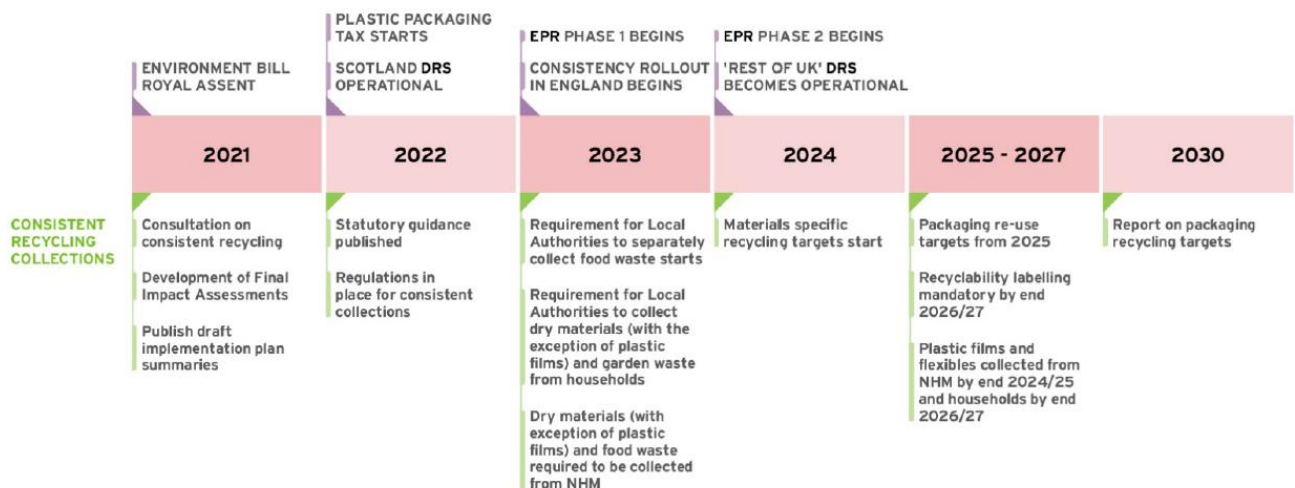 PLASTIC PACKAGING
TAX STARTS
SCOTLAND DRS
OPERATIONAL
EPR PHASE 1 BEGINS
CONSISTENCY ROLLOUT
IN ENGLAND BEGINS
EPR PHASE 2 BEGINS
'REST OF UK' DRS
BECOMES OPERATIONAL
ENVIRONMENT BILL
ROYAL ASSENT
2021
2022
2023
2024
2025 - 2027
2030
CONSISTENT
RECYCLING
COLLECTIONS
Consultation on
consistent recycling
Development of Final
Impact Assessments
Publish draft
implementation plan
summaries
Statutory guidance
published
Regulations in
place for consistent
collections
Requirement for Local
Authorities to separately
collect food waste starts
Requirement for Local
Authorities to collect
dry materials (with the
exception of plastic
films) and garden waste
from households
Dry materials (with
exception of plastic
films) and food waste
required to be collected
from NHM
Materials specific
recycling targets start
Packaging re-use
targets from 2025
Recyclability labelling
mandatory by end
2026/27
Plastic films and
flexibles collected from
NHM by end 2024/25
and households by end
2026/27
Report on packaging
recycling targets